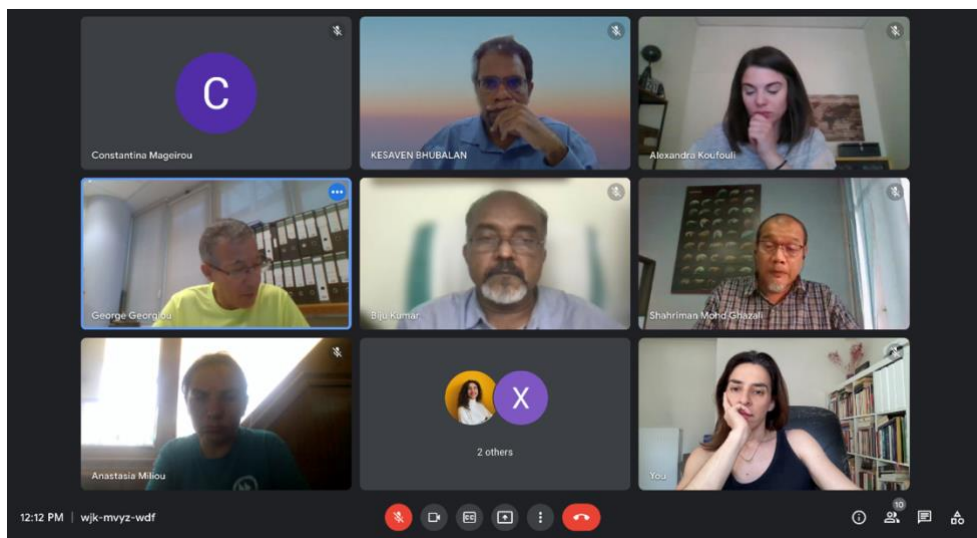 C
Constantina Mageirou
KESAVEN BHUBALAN
Alexandra Koufouli
George Georgiou
Biju Kumar
Shahriman Mohd Ghazali
Anastasia Miliou
X
2 others
You
12:12 PM | wjk-mvyz-wdf
CC
10